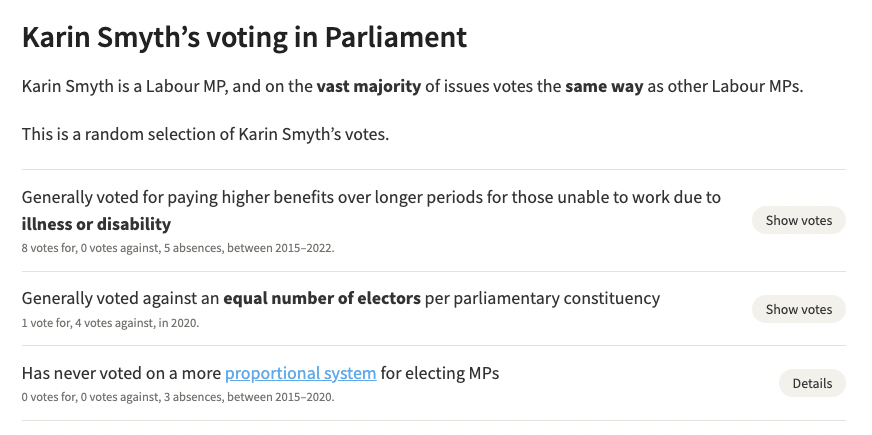 Karin Smyth’s voting in Parliament
Karin Smyth is a Labour MP, and on the vast majority of issues votes the same way as other Labour MPs.
This is a random selection of Karin Smyth’s votes.
Generally voted for paying higher benefits over longer periods for those unable to work due to
illness or disability
Show votes
8 votes for, 0 votes against, 5 absences, between 2015–2022.
Generally voted against an equal number of electors per parliamentary constituency
Show votes
1 vote for, 4 votes against, in 2020.
Has never voted on a more proportional system for electing MPs
Details
0 votes for, 0 votes against, 3 absences, between 2015–2020.